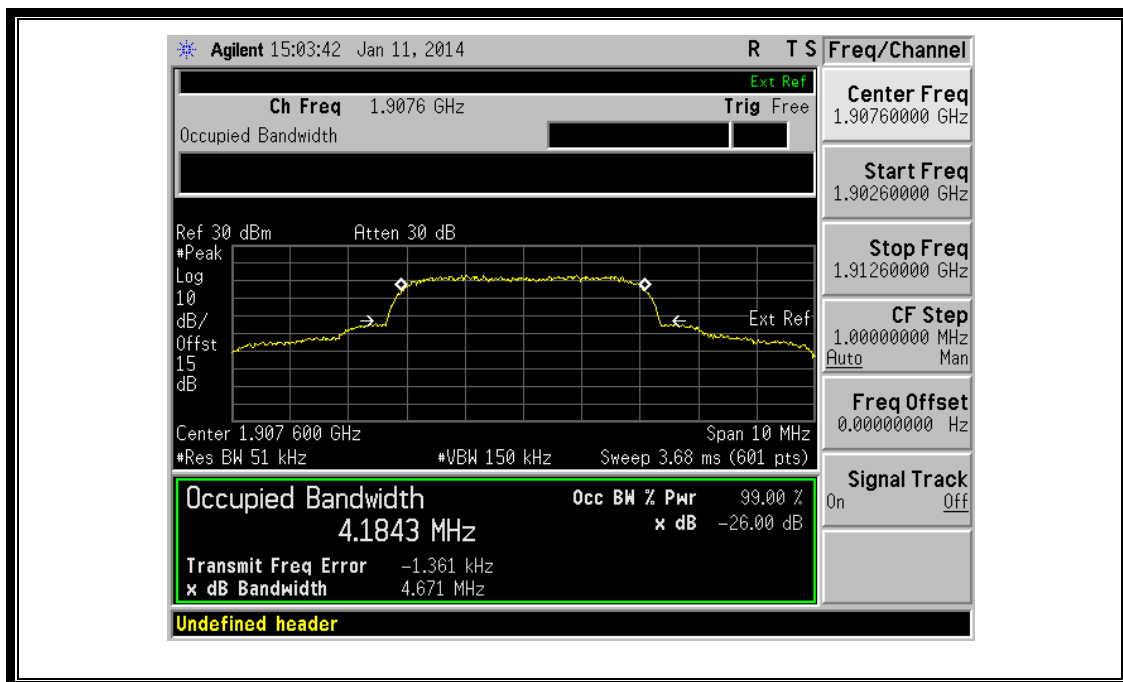 Agilent 15:03:42 Jan 11, 2014 R T S
Freq/Channel
Ext Ref
Ch Freq 1.9076 GHz Trig Free
Occupied Bandwidth
Center Freq
1.90760000 GHz
Start Freq
1.90260000 GHz
Stop Freq
1.91260000 GHz
CF Step
1.00000000 MHz
Auto Man
Freq Offset
0.00000000 Hz
Signal Track
On Off
Ref 30 dBm Atten 30 dB
#Peak
Log
10
dB/
Offst
15
dB
Ext Ref
Center 1.907 600 GHz Span 10 MHz
#Res BW 51 kHz #VBW 150 kHz Sweep 3.68 ms (601 pts)
Occupied Bandwidth
4.1843 MHz
Occ BW % Pwr 99.00 %
x dB -26.00 dB
Transmit Freq Error -1.361 kHz
x dB Bandwidth 4.671 MHz
Undefined header